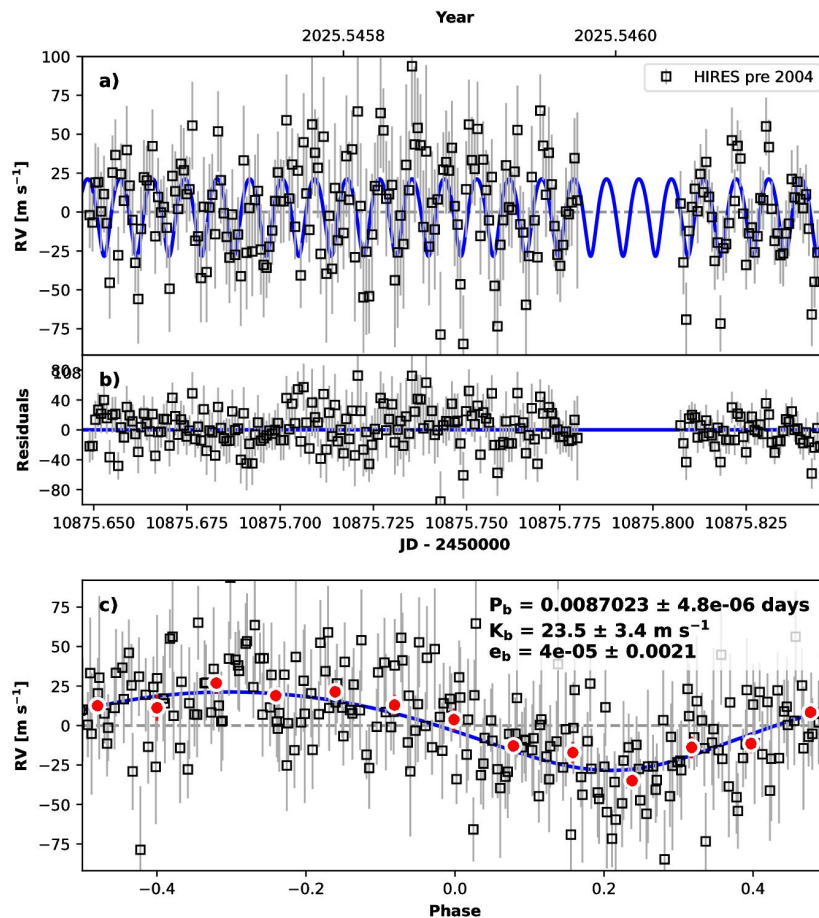 Year
2025.5458 2025.5460
a)
HIRES pre 2004
100
75
50
25
0
−25
−50
−75
RV [m s⁻¹]
b)
80
40
0
−40
−80
Residuals
10875.650 10875.675 10875.700 10875.725 10875.750 10875.775 10875.800 10875.825
JD - 2450000
c)
P_b = 0.0087023 ± 4.8e-06 days
K_b = 23.5 ± 3.4 m s⁻¹
e_b = 4e-05 ± 0.0021
75
50
25
0
−25
−50
−75
RV [m s⁻¹]
−0.4 −0.2 0.0 0.2 0.4
Phase